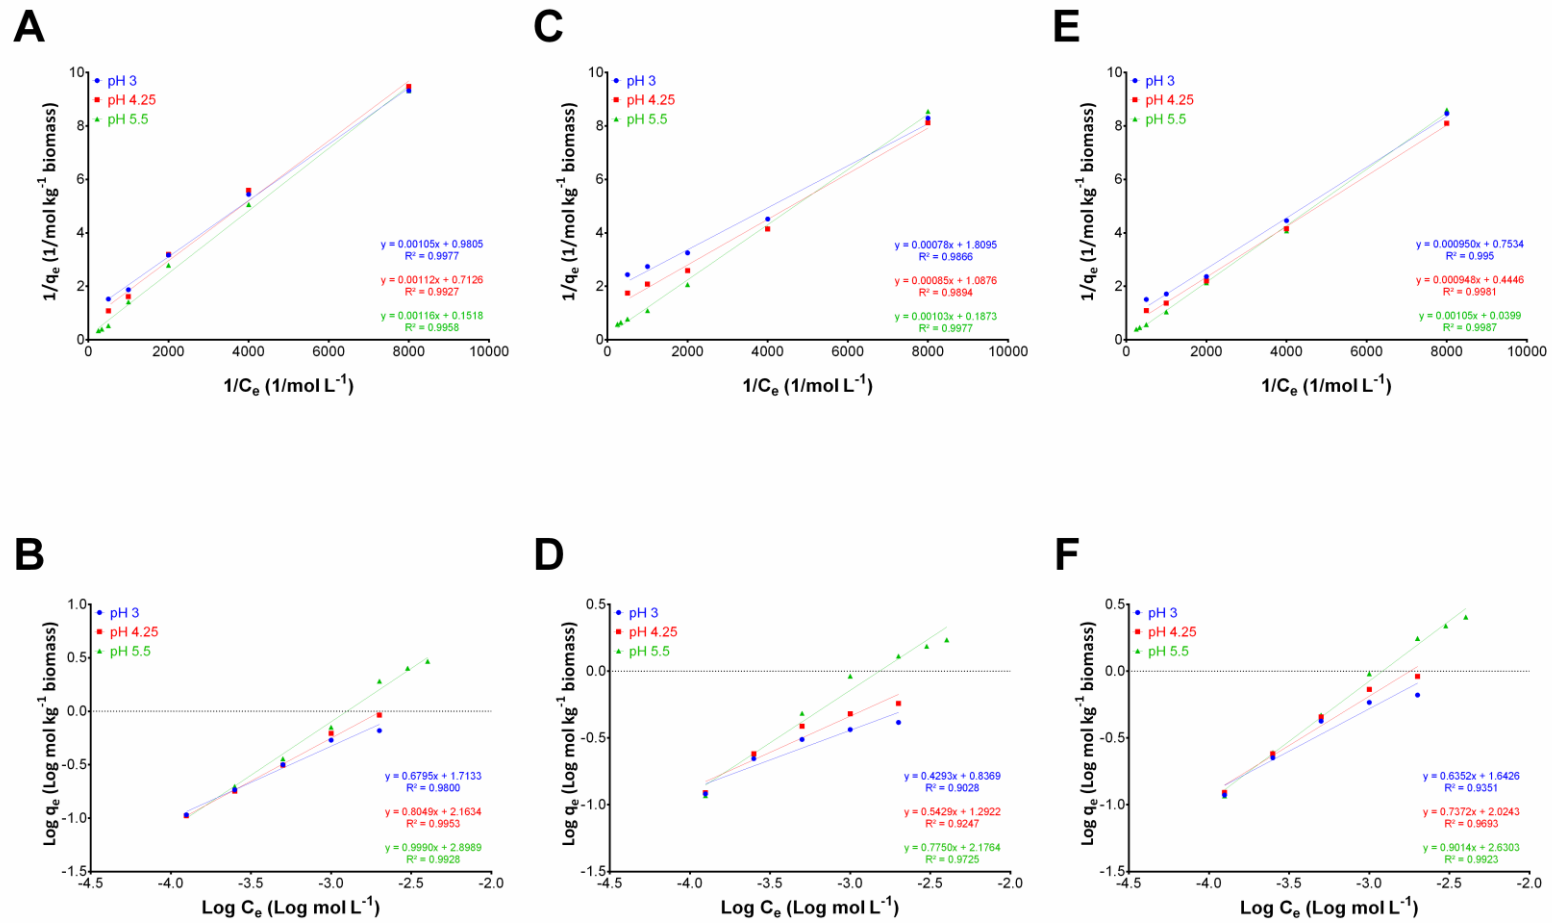 A
10
8
6
4
2
0
pH 3
pH 4.25
pH 5.5
1/qe (1/mol kg-1 biomass)
y = 0.00105x + 0.9805
R² = 0.9977
y = 0.00112x + 0.7126
R² = 0.9927
y = 0.00116x + 0.1518
R² = 0.9958
0 2000 4000 6000 8000 10000
1/Ce (1/mol L-1)
C
10
8
6
4
2
0
pH 3
pH 4.25
pH 5.5
1/qe (1/mol kg-1 biomass)
y = 0.00078x + 1.8095
R² = 0.9866
y = 0.00085x + 1.0876
R² = 0.9894
y = 0.00103x + 0.1873
R² = 0.9977
0 2000 4000 6000 8000 10000
1/Ce (1/mol L-1)
E
10
8
6
4
2
0
pH 3
pH 4.25
pH 5.5
1/qe (1/mol kg-1 biomass)
y = 0.000950x + 0.7534
R² = 0.995
y = 0.000948x + 0.4446
R² = 0.9981
y = 0.00105x + 0.0399
R² = 0.9987
0 2000 4000 6000 8000 10000
1/Ce (1/mol L-1)
B
1.0
0.5
0.0
-0.5
-1.0
-1.5
pH 3
pH 4.25
pH 5.5
Log qe (Log mol kg-1 biomass)
y = 0.6795x + 1.7133
R² = 0.9800
y = 0.8049x + 2.1634
R² = 0.9953
y = 0.9990x + 2.8989
R² = 0.9928
-4.5 -4.0 -3.5 -3.0 -2.5 -2.0
Log Ce (Log mol L-1)
D
0.5
0.0
-0.5
-1.0
-1.5
pH 3
pH 4.25
pH 5.5
Log qe (Log mol kg-1 biomass)
y = 0.4293x + 0.8369
R² = 0.9028
y = 0.5429x + 1.2922
R² = 0.9247
y = 0.7750x + 2.1764
R² = 0.9725
-4.5 -4.0 -3.5 -3.0 -2.5 -2.0
Log Ce (Log mol L-1)
F
0.5
0.0
-0.5
-1.0
-1.5
pH 3
pH 4.25
pH 5.5
Log qe (Log mol kg-1 biomass)
y = 0.6352x + 1.6426
R² = 0.9351
y = 0.7372x + 2.0243
R² = 0.9693
y = 0.9014x + 2.6303
R² = 0.9923
-4.5 -4.0 -3.5 -3.0 -2.5 -2.0
Log Ce (Log mol L-1)